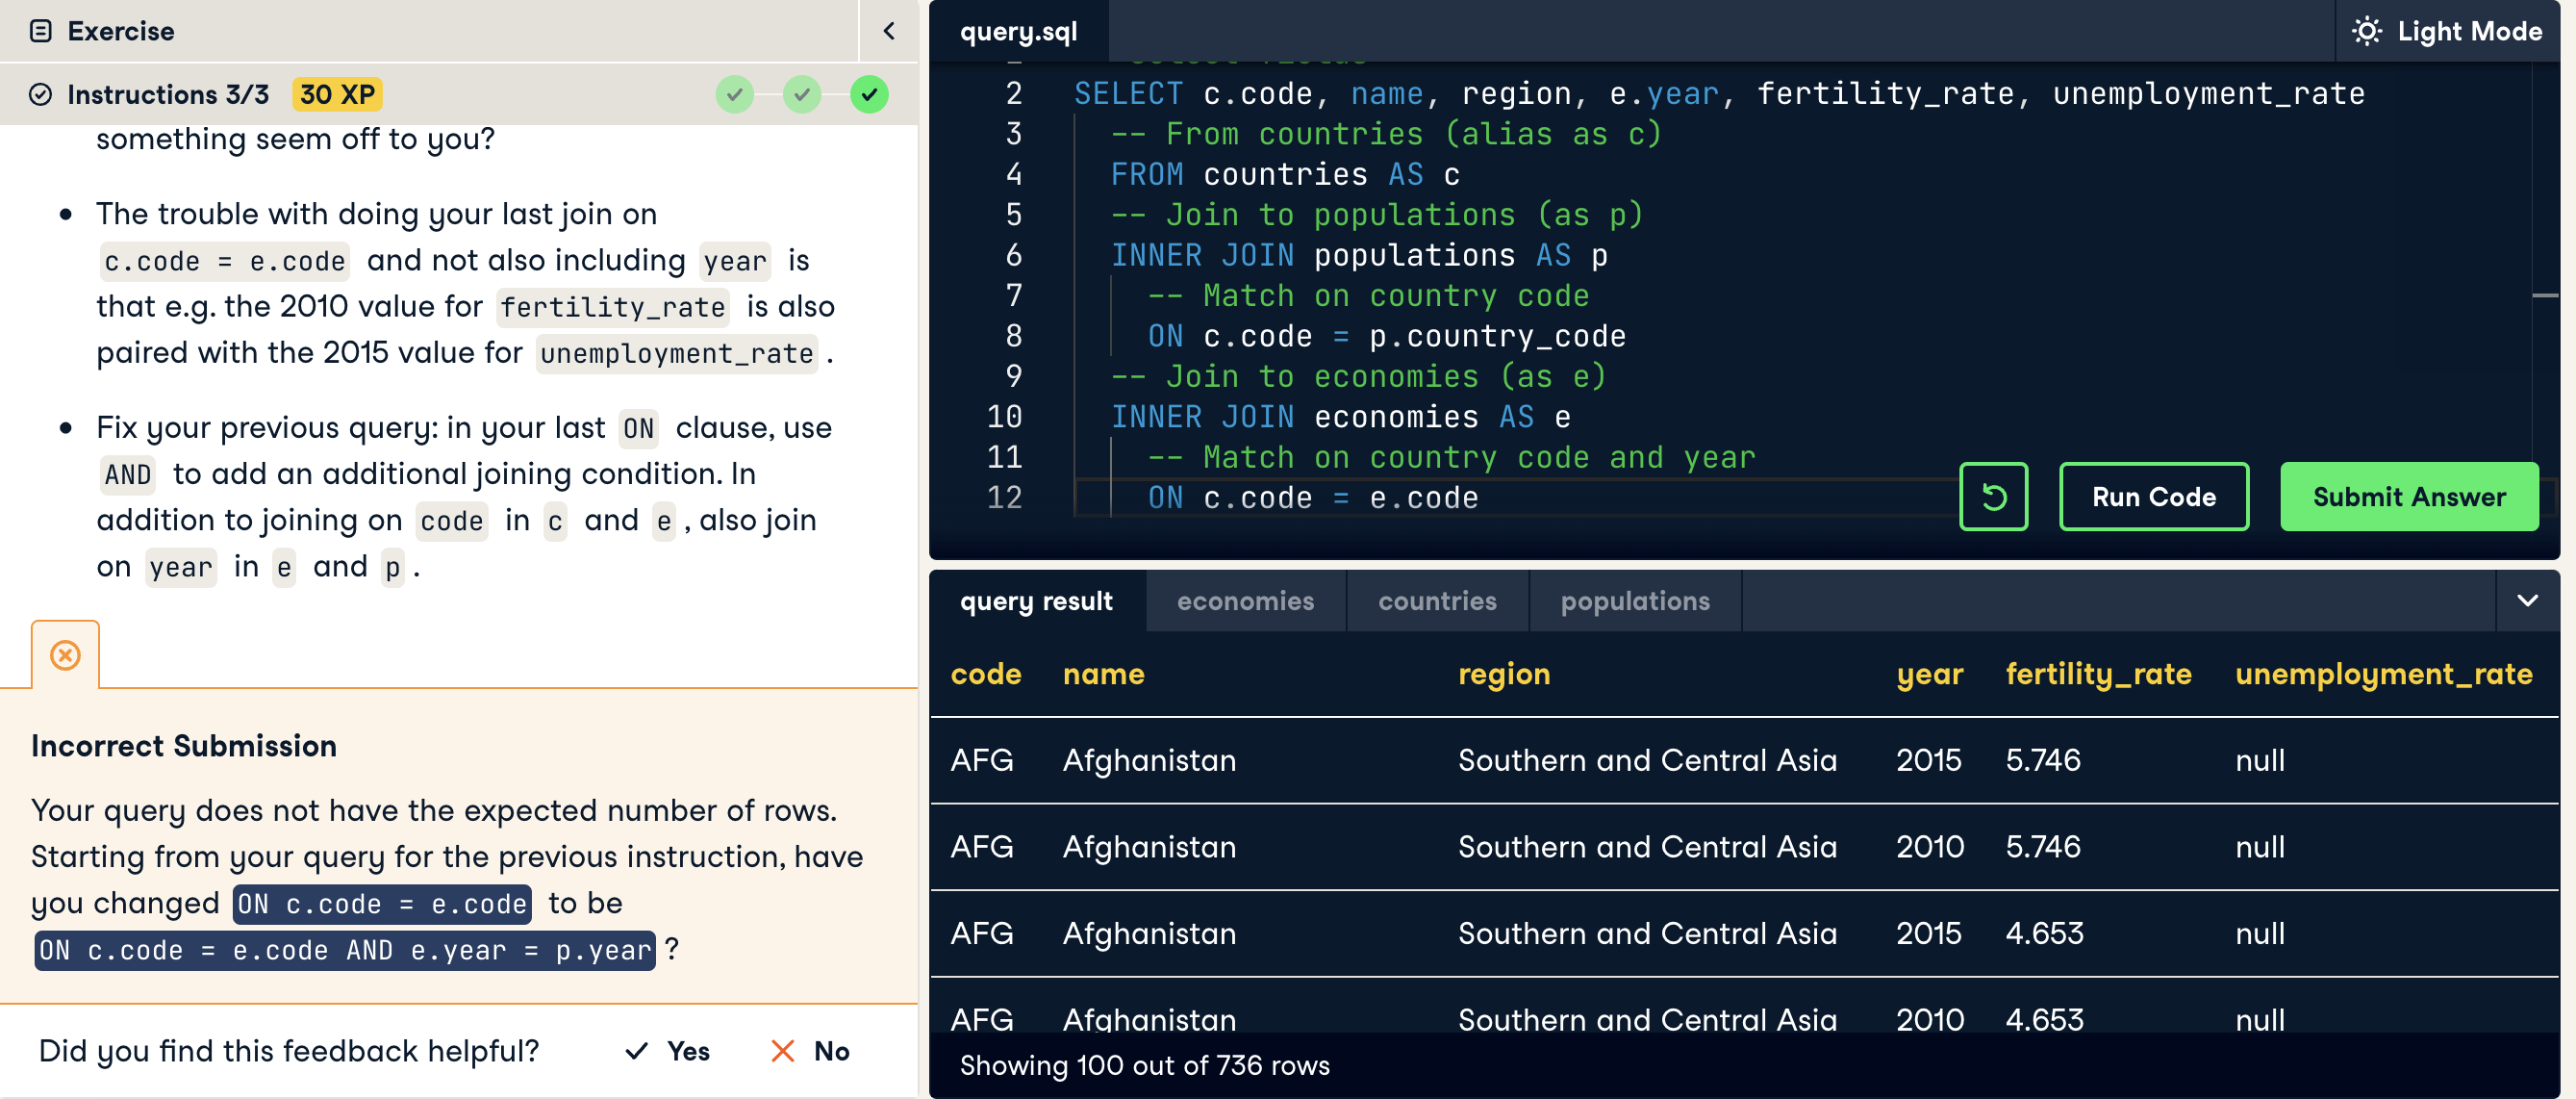 Exercise
Instructions 3/3 30 XP
something seem off to you?
The trouble with doing your last join on
c.code = e.code and not also including year is
that e.g. the 2010 value for fertility_rate is also
paired with the 2015 value for unemployment_rate .
Fix your previous query: in your last ON clause, use
AND to add an additional joining condition. In
addition to joining on code in c and e , also join
on year in e and p .
Incorrect Submission
Your query does not have the expected number of rows.
Starting from your query for the previous instruction, have
you changed ON c.code = e.code to be
ON c.code = e.code AND e.year = p.year ?
Did you find this feedback helpful? Yes No
query.sql Light Mode
2 SELECT c.code, name, region, e.year, fertility_rate, unemployment_rate
3 -- From countries (alias as c)
4 FROM countries AS c
5 -- Join to populations (as p)
6 INNER JOIN populations AS p
7 -- Match on country code
8 ON c.code = p.country_code
9 -- Join to economies (as e)
10 INNER JOIN economies AS e
11 -- Match on country code and year
12 ON c.code = e.code
Run Code Submit Answer
query result economies countries populations
code name region year fertility_rate unemployment_rate
AFG Afghanistan Southern and Central Asia 2015 5.746 null
AFG Afghanistan Southern and Central Asia 2010 5.746 null
AFG Afghanistan Southern and Central Asia 2015 4.653 null
AFG Afghanistan Southern and Central Asia 2010 4.653 null
Showing 100 out of 736 rows